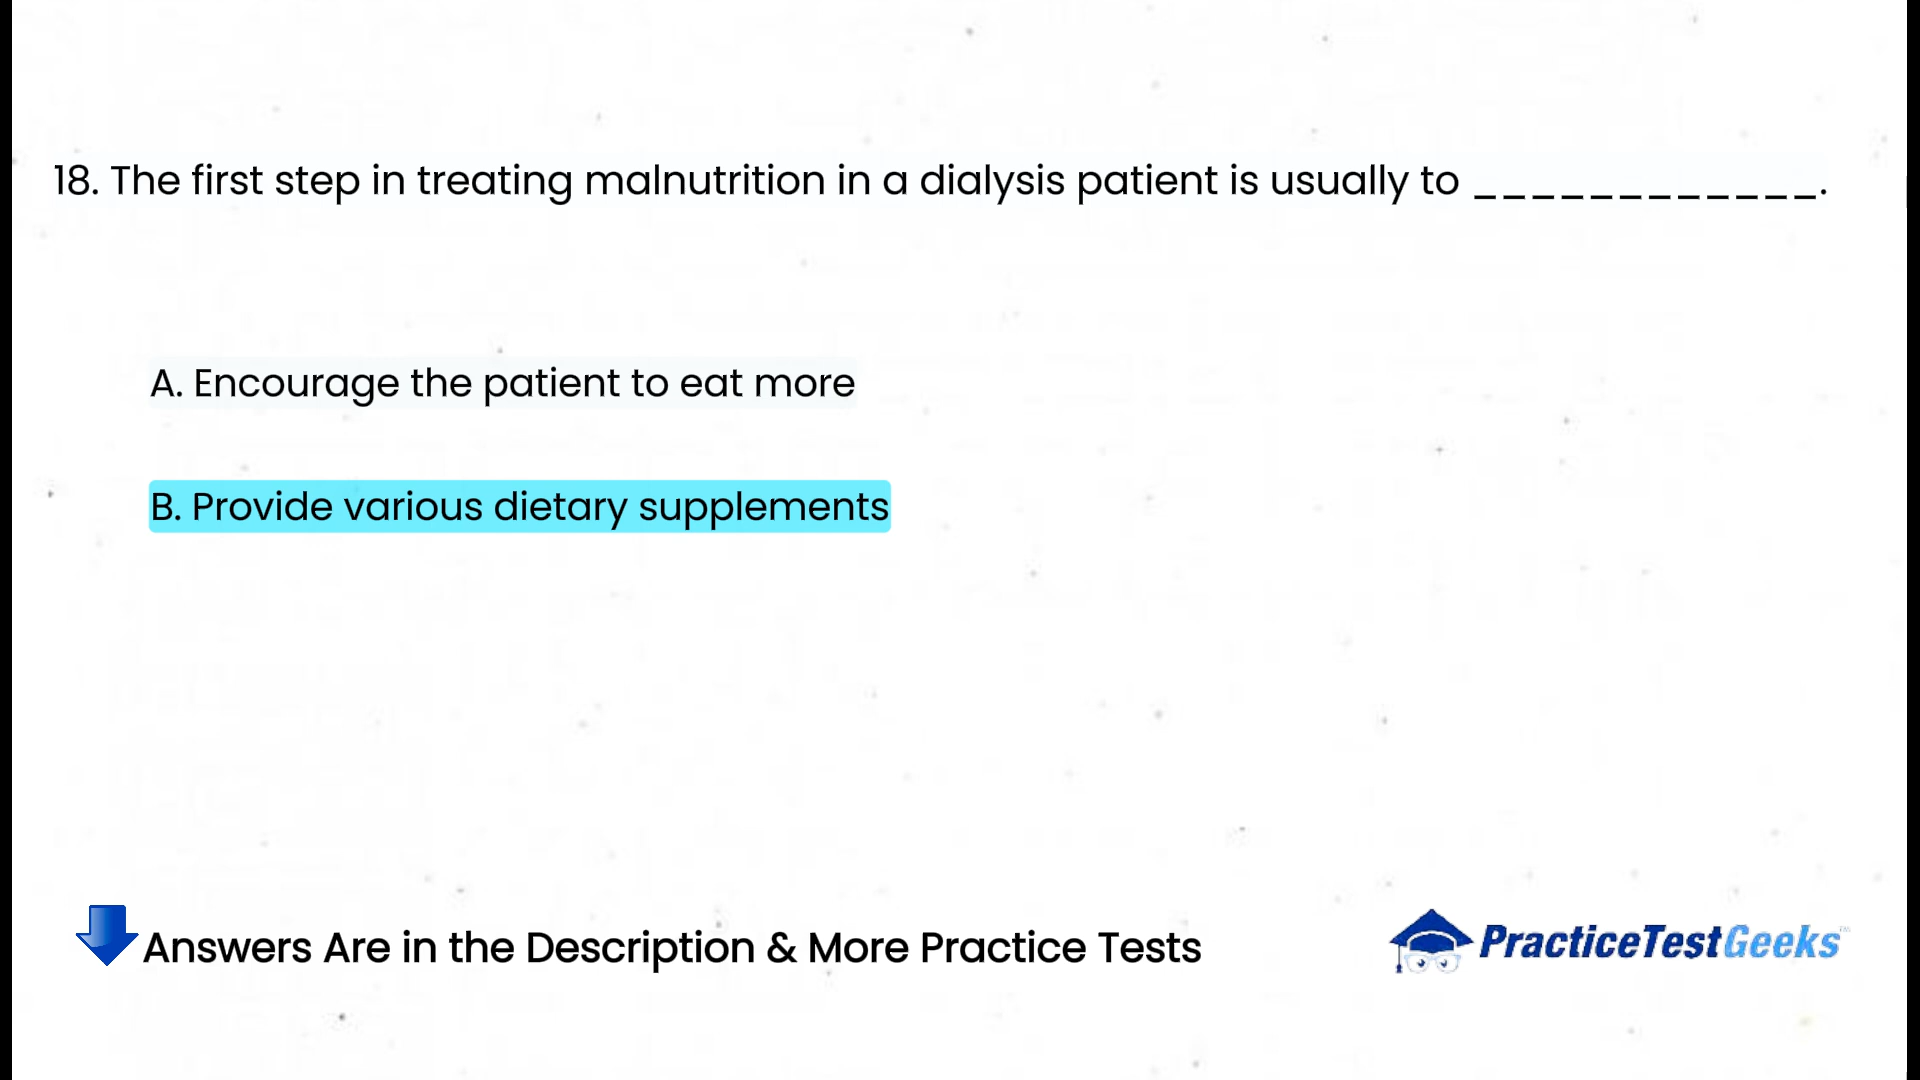 18. The first step in treating malnutrition in a dialysis patient is usually to ____________.
A. Encourage the patient to eat more
B. Provide various dietary supplements
Answers Are in the Description & More Practice Tests
PracticeTestGeeks™